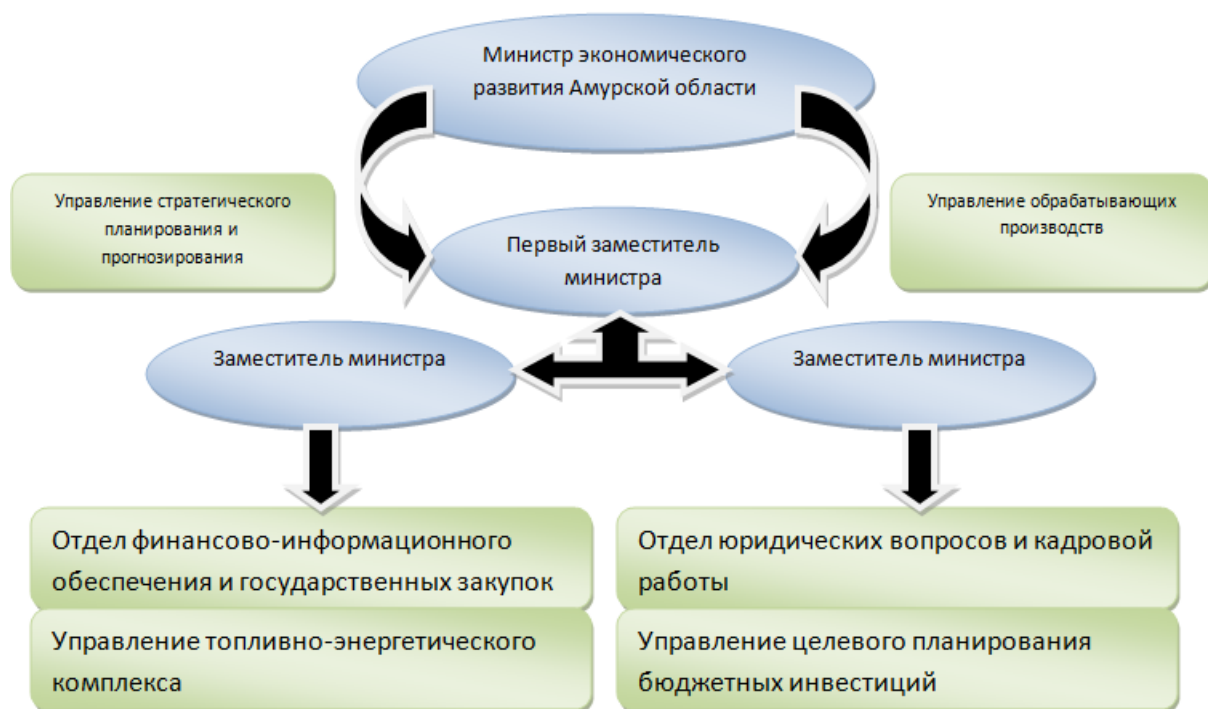 Министр экономического
развития Амурской области
Управление стратегического
планирования и
прогнозирования
Управление обрабатывающих
производств
Первый заместитель
министра
Заместитель министра
Заместитель министра
Отдел финансово-информационного
обеспечения и государственных закупок
Отдел юридических вопросов и кадровой
работы
Управление топливно-энергетического
комплекса
Управление целевого планирования
бюджетных инвестиций